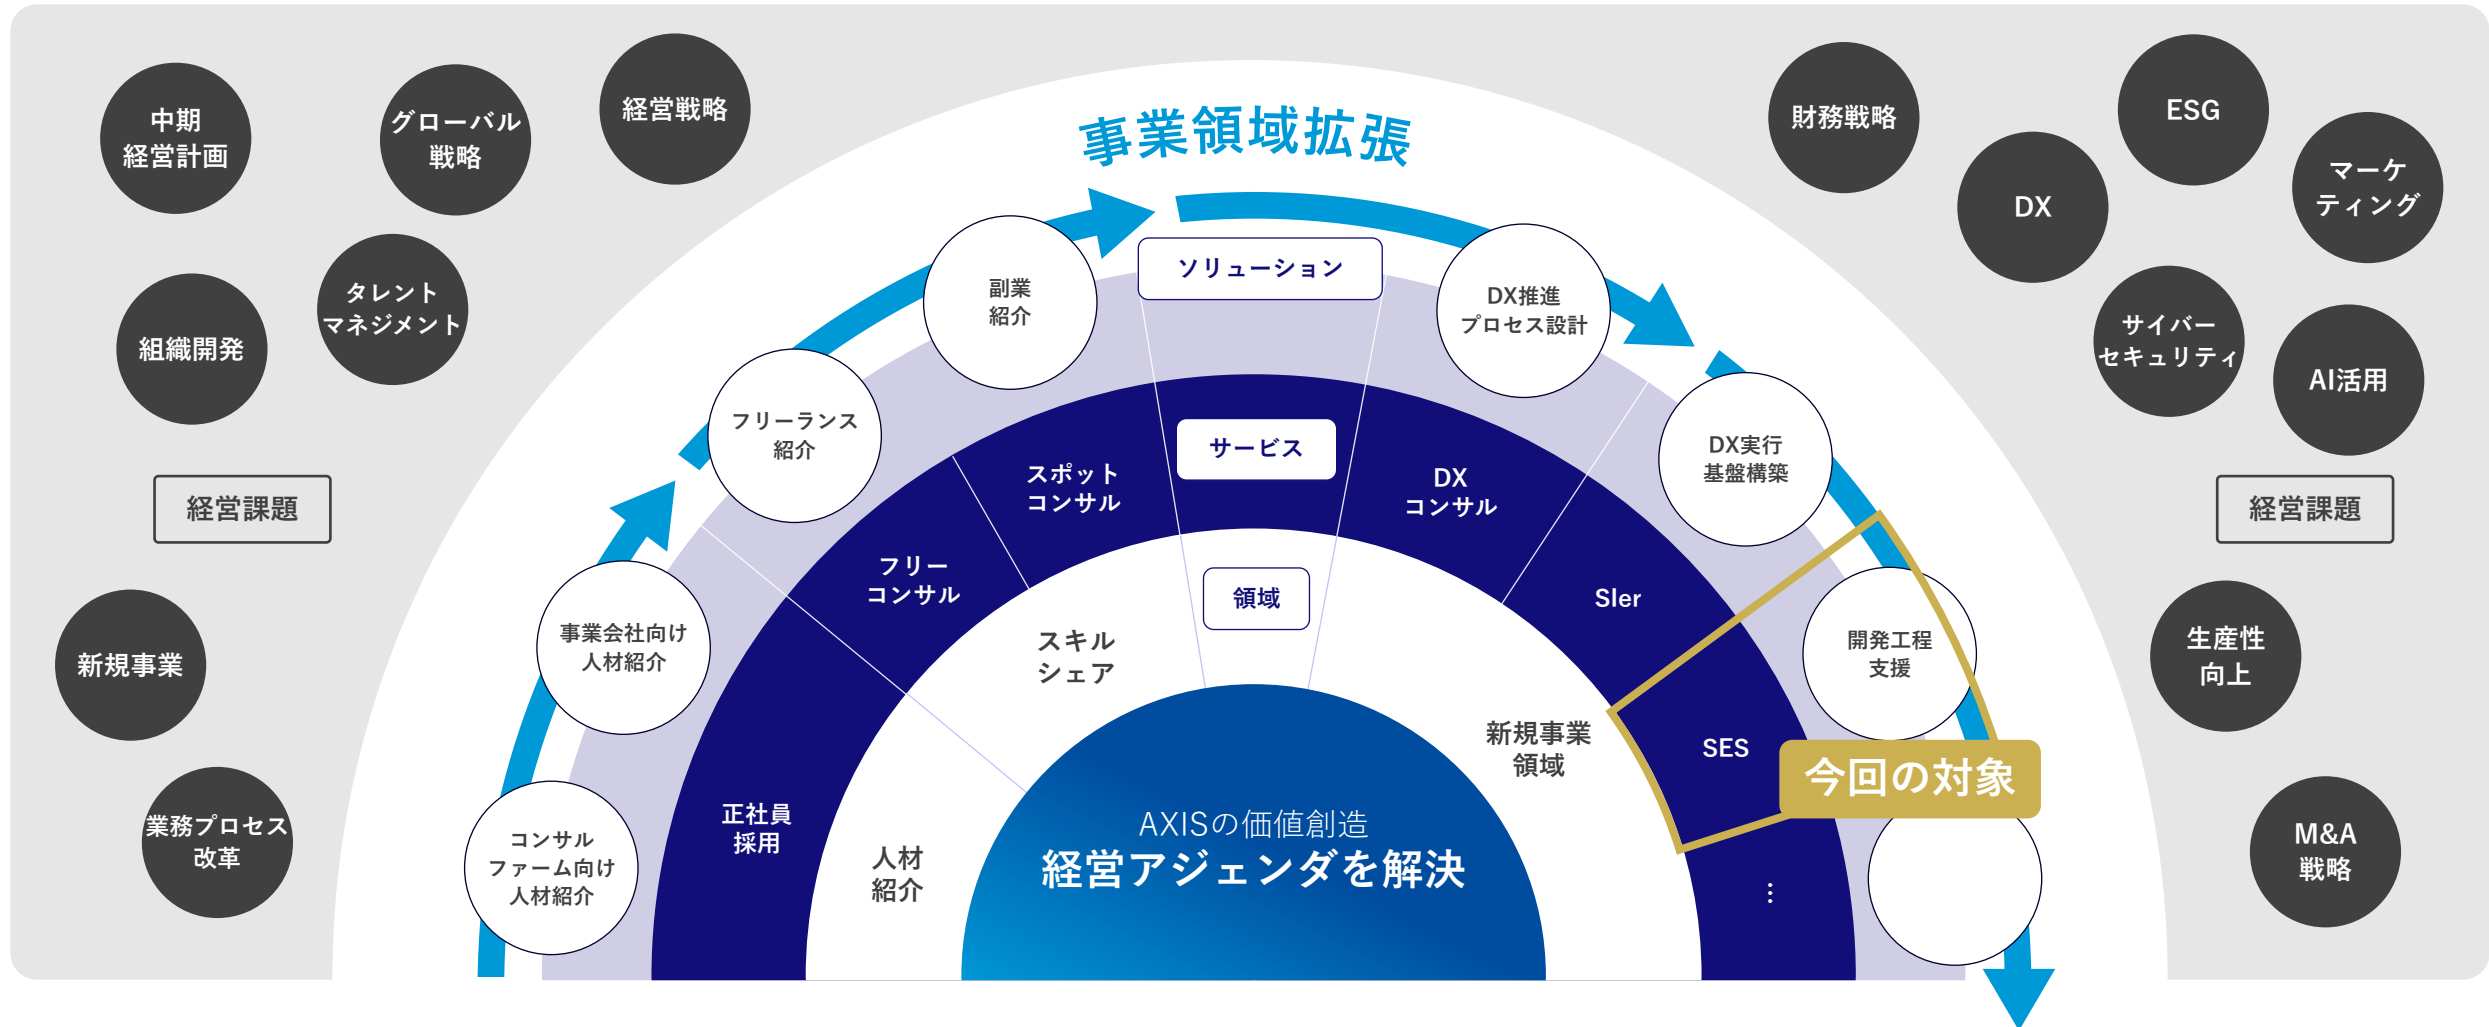 事業領域拡張
中期
経営計画
グローバル
戦略
経営戦略
タレント
マネジメント
組織開発
経営課題
新規事業
業務プロセス
改革
財務戦略
ESG
DX
マーケ
ティング
サイバー
セキュリティ
AI活用
経営課題
生産性
向上
M&A
戦略
ソリューション
コンサル
ファーム向け
人材紹介
事業会社向け
人材紹介
フリーランス
紹介
副業
紹介
DX推進
プロセス設計
DX実行
基盤構築
開発工程
支援
サービス
正社員
採用
フリー
コンサル
スポット
コンサル
DX
コンサル
SIer
SES
…
今回の対象
領域
人材
紹介
スキル
シェア
新規事業
領域
AXISの価値創造
経営アジェンダを解決